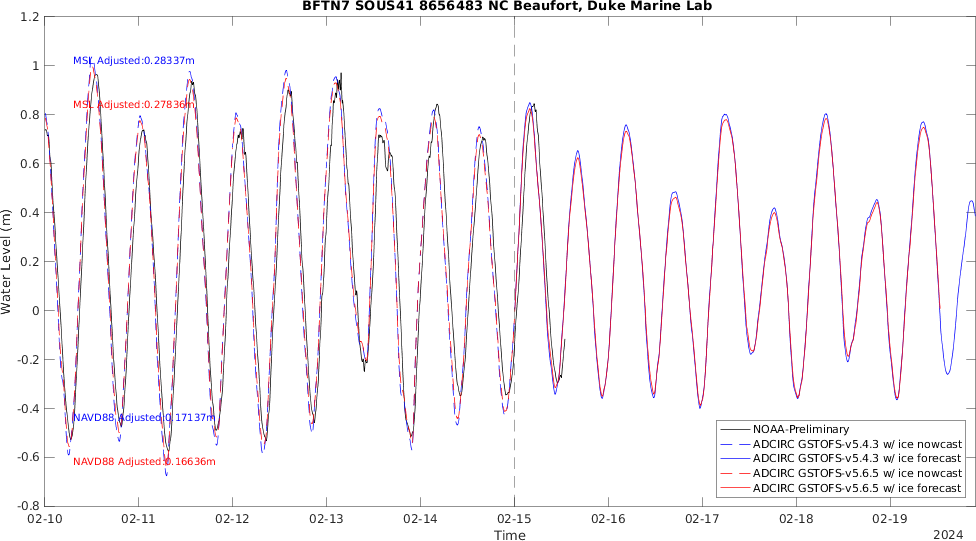 BFTN7 SOUS41 8656483 NC Beaufort, Duke Marine Lab
1.2
1
0.8
0.6
0.4
0.2
0
-0.2
-0.4
-0.6
-0.8
Water Level (m)
MSL Adjusted:0.28337m
MSL Adjusted:0.27836m
NAVD88 Adjusted:0.17137m
NAVD88 Adjusted:0.16636m
NOAA-Preliminary
ADCIRC GSTOFS-v5.4.3 w/ ice nowcast
ADCIRC GSTOFS-v5.4.3 w/ ice forecast
ADCIRC GSTOFS-v5.6.5 w/ ice nowcast
ADCIRC GSTOFS-v5.6.5 w/ ice forecast
02-10 02-11 02-12 02-13 02-14 02-15 02-16 02-17 02-18 02-19
Time
2024